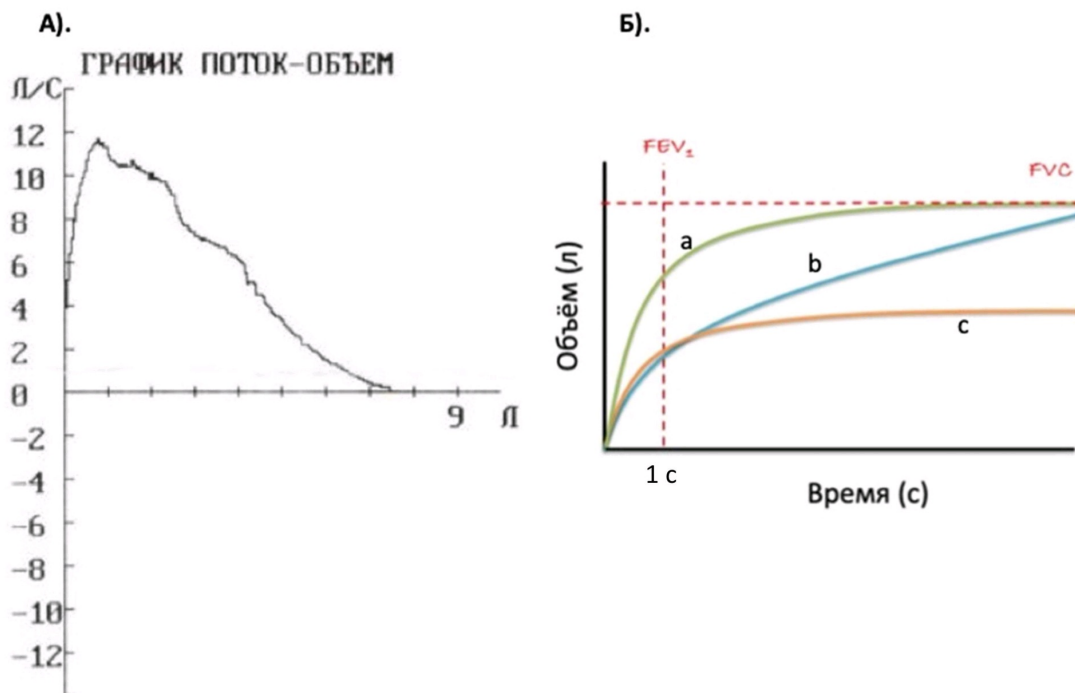 А).
ГРАФИК ПОТОК-ОБЪЕМ
Л/С
12
10
8
6
4
2
0
9 Л
-2
-4
-6
-8
-10
-12
Б).
FEV₁
FVC
a
b
c
Объём (л)
1 с
Время (с)